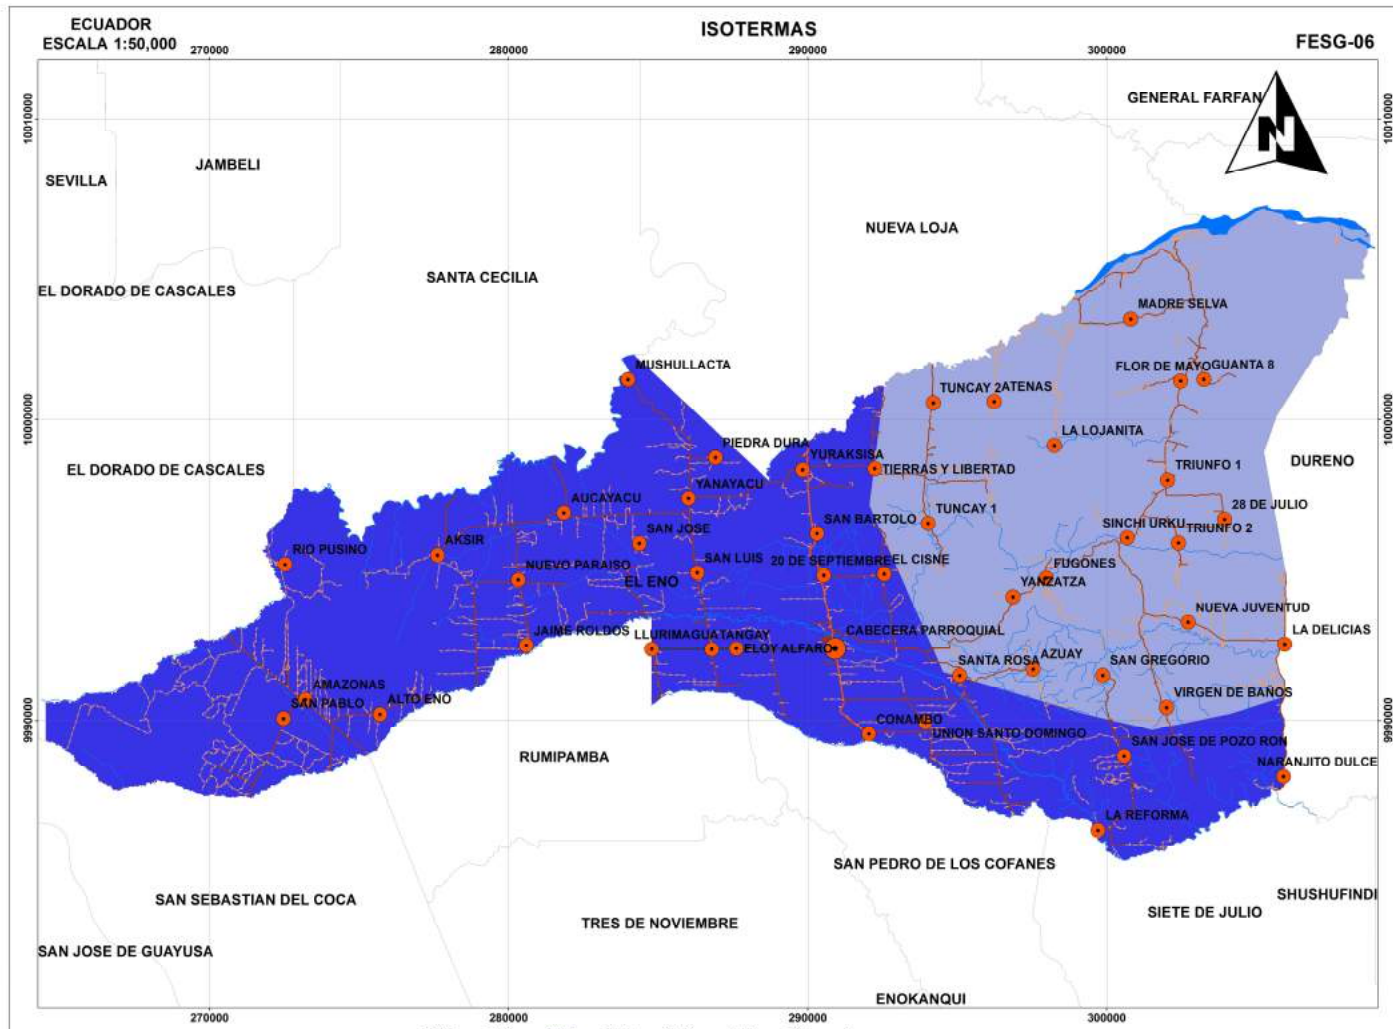 ECUADOR
ESCALA 1:50,000
ISOTERMAS
FESG-06
270000
280000
290000
300000
GENERAL FARFAN
10010000
10010000
N
JAMBELI
SEVILLA
NUEVA LOJA
SANTA CECILIA
EL DORADO DE CASCALES
MADRE SELVA
MUSHULLACTA
FLOR DE MAYO
GUANTA 8
TUNCAY 2
ATENAS
10000000
10000000
LA LOJANITA
PIEDRA DURA
YURAKSISA
TIERRAS Y LIBERTAD
EL DORADO DE CASCALES
TRIUNFO 1
DURENO
YANAYACU
AUCAYACU
TUNCAY 1
28 DE JULIO
SAN BARTOLO
SINCHI URKU
TRIUNFO 2
SAN JOSE
AKSIR
RIO PUSINO
SAN LUIS
20 DE SEPTIEMBRE
EL CISNE
FUGONES
NUEVO PARAISO
EL ENO
YANZATZA
NUEVA JUVENTUD
JAIME ROLDOS
LLURIMAGUA
TANGAY
CABECERA PARROQUIAL
LA DELICIAS
ELOY ALFARO
AZUAY
SAN GREGORIO
SANTA ROSA
AMAZONAS
SAN PABLO
ALTO ENO
VIRGEN DE BAÑOS
9990000
9990000
CONAMBO
UNION SANTO DOMINGO
SAN JOSE DE POZO RON
RUMIPAMBA
NARANJITO DULCE
LA REFORMA
SAN PEDRO DE LOS COFANES
SHUSHUFINDI
SAN SEBASTIAN DEL COCA
SIETE DE JULIO
TRES DE NOVIEMBRE
SAN JOSE DE GUAYUSA
ENOKANQUI
270000
280000
290000
300000